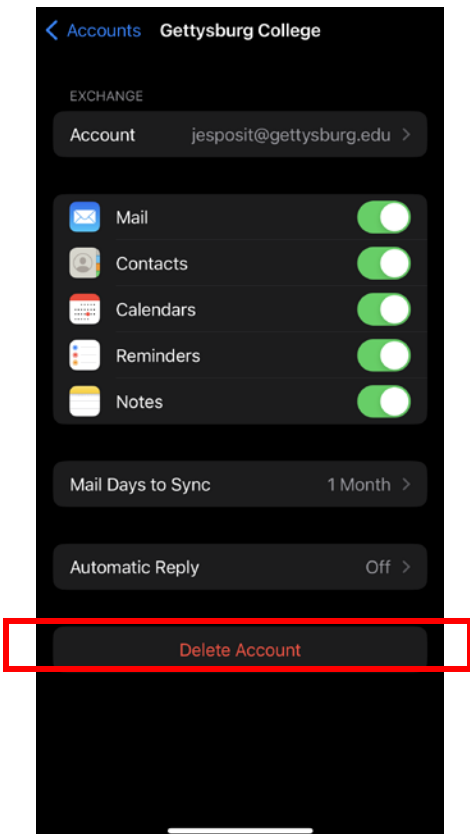 Accounts Gettysburg College
EXCHANGE
Account jesposit@gettysburg.edu
Mail
Contacts
Calendars
Reminders
Notes
Mail Days to Sync 1 Month
Automatic Reply Off
Delete Account